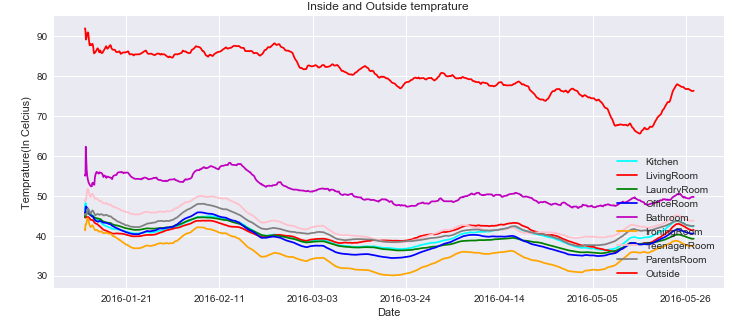 Inside and Outside temprature
90
80
70
60
50
40
30
Temprature(In Celcius)
2016-01-21
2016-02-11
2016-03-03
2016-03-24
2016-04-14
2016-05-05
2016-05-26
Date
Kitchen
LivingRoom
LaundryRoom
OfficeRoom
Bathroom
IroningRoom
TeenagerRoom
ParentsRoom
Outside